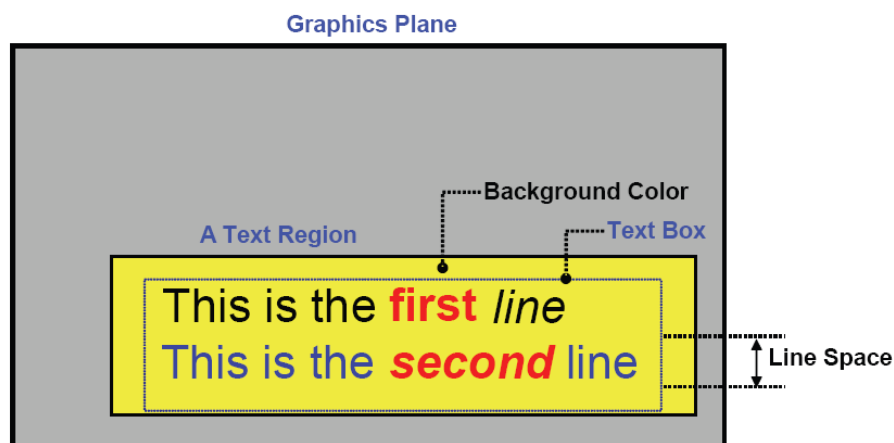 Graphics Plane
Background Color
A Text Region
Text Box
This is the first line
This is the second line
Line Space